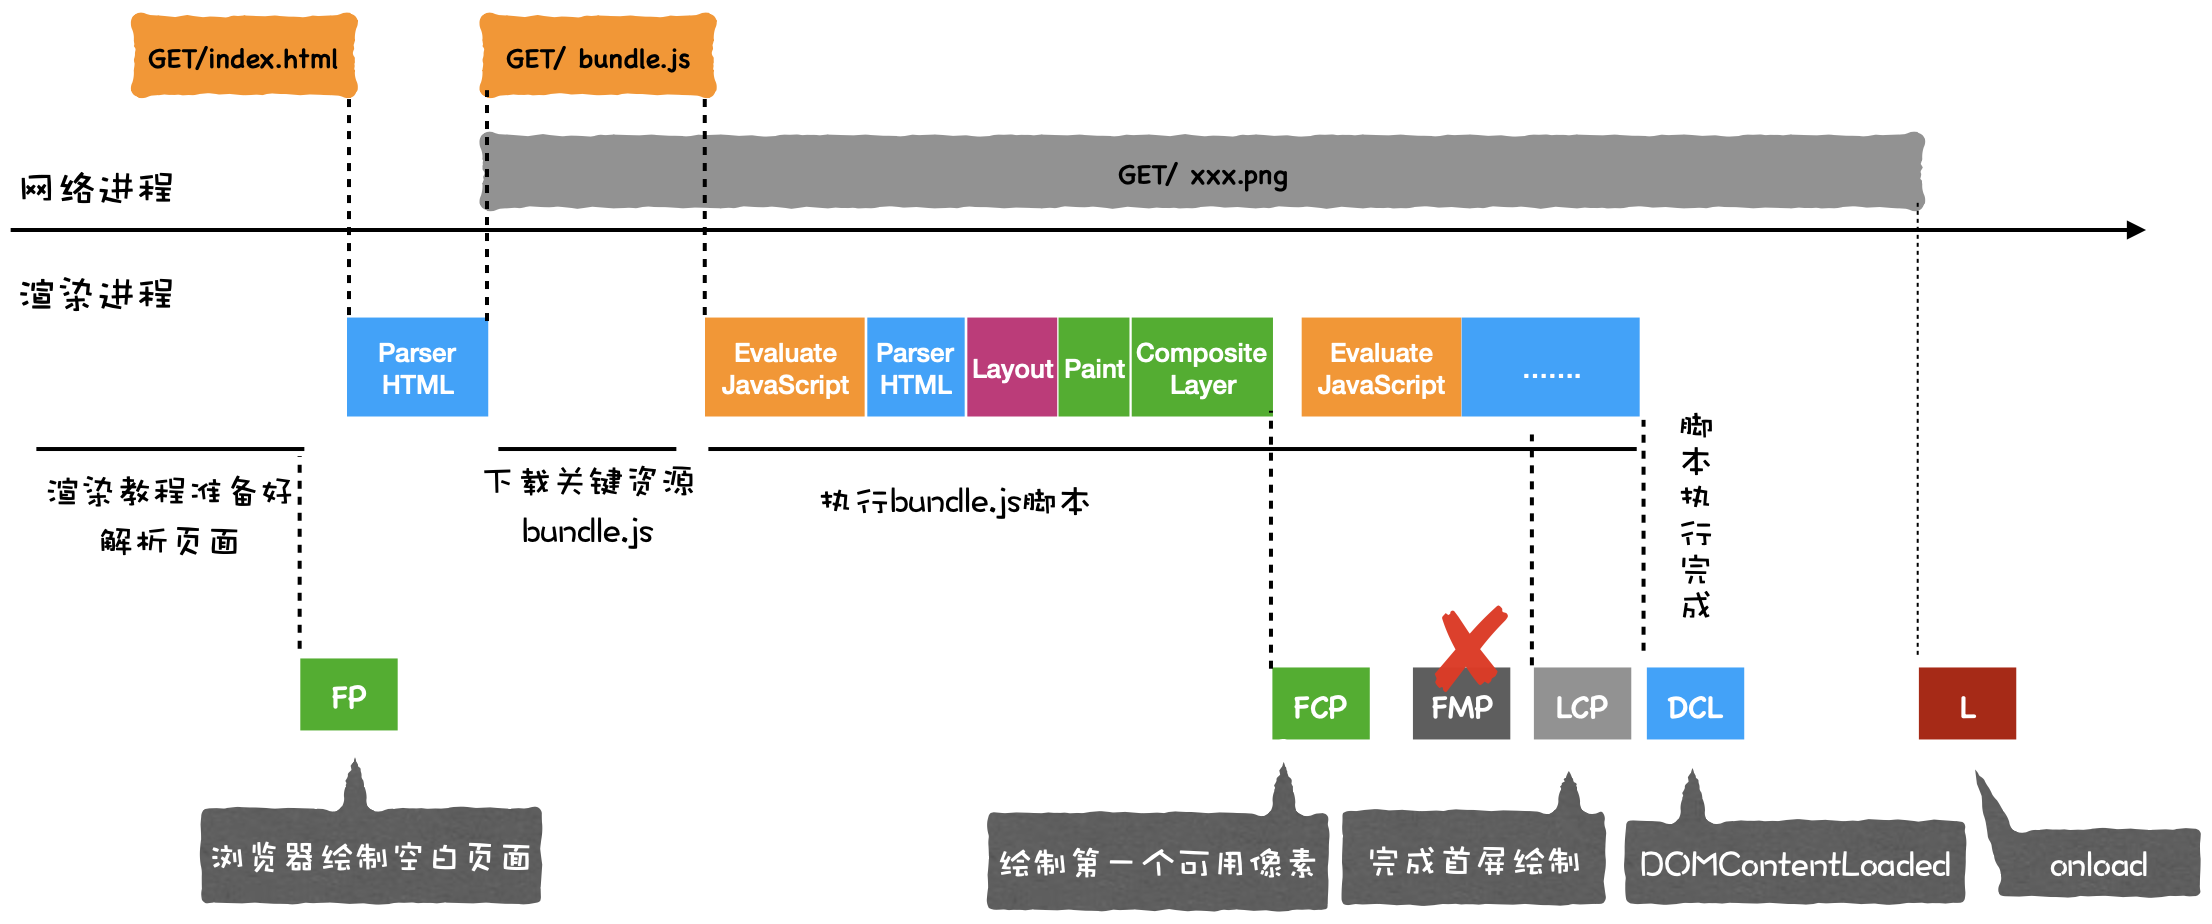 GET/index.html
GET/ bundle.js
GET/ xxx.png
网络进程
渲染进程
Parser
HTML
Evaluate
JavaScript
Parser
HTML
Layout
Paint
Composite
Layer
Evaluate
JavaScript
.......
渲染教程准备好
解析页面
下载关键资源
bundle.js
执行bundle.js脚本
脚本执行完成
FP
FCP
FMP
LCP
DCL
L
浏览器绘制空白页面
绘制第一个可用像素
完成首屏绘制
DOMContentLoaded
onload